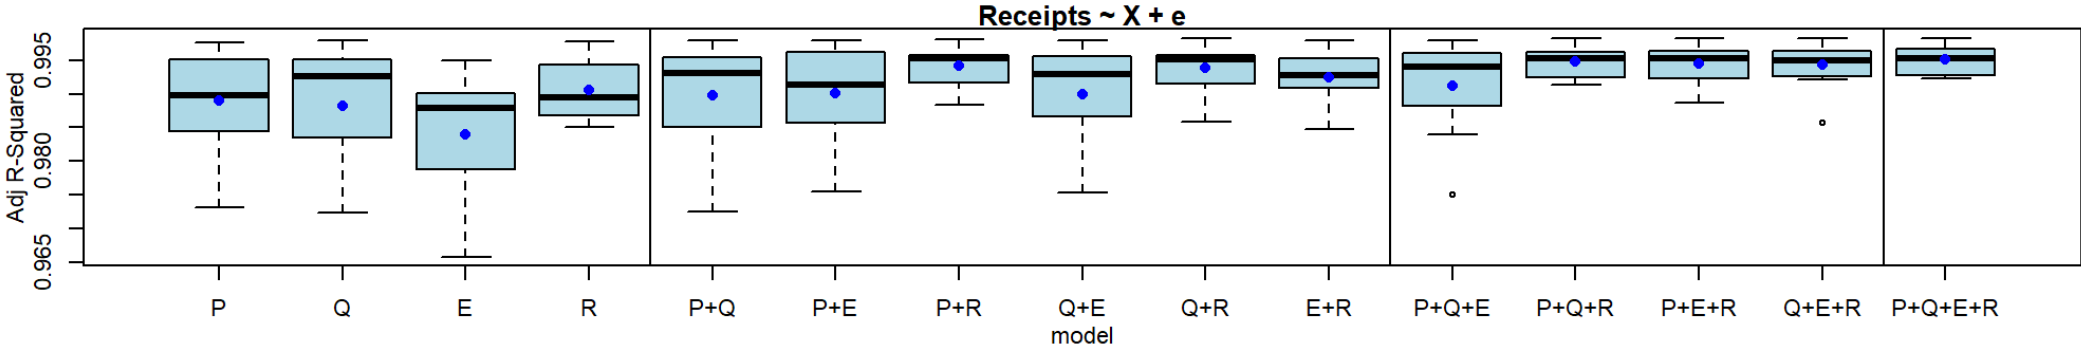 Receipts ~ X + e
Adj R-Squared
0.995
0.980
0.965
P Q E R P+Q P+E P+R Q+E Q+R E+R P+Q+E P+Q+R P+E+R Q+E+R P+Q+E+R
model